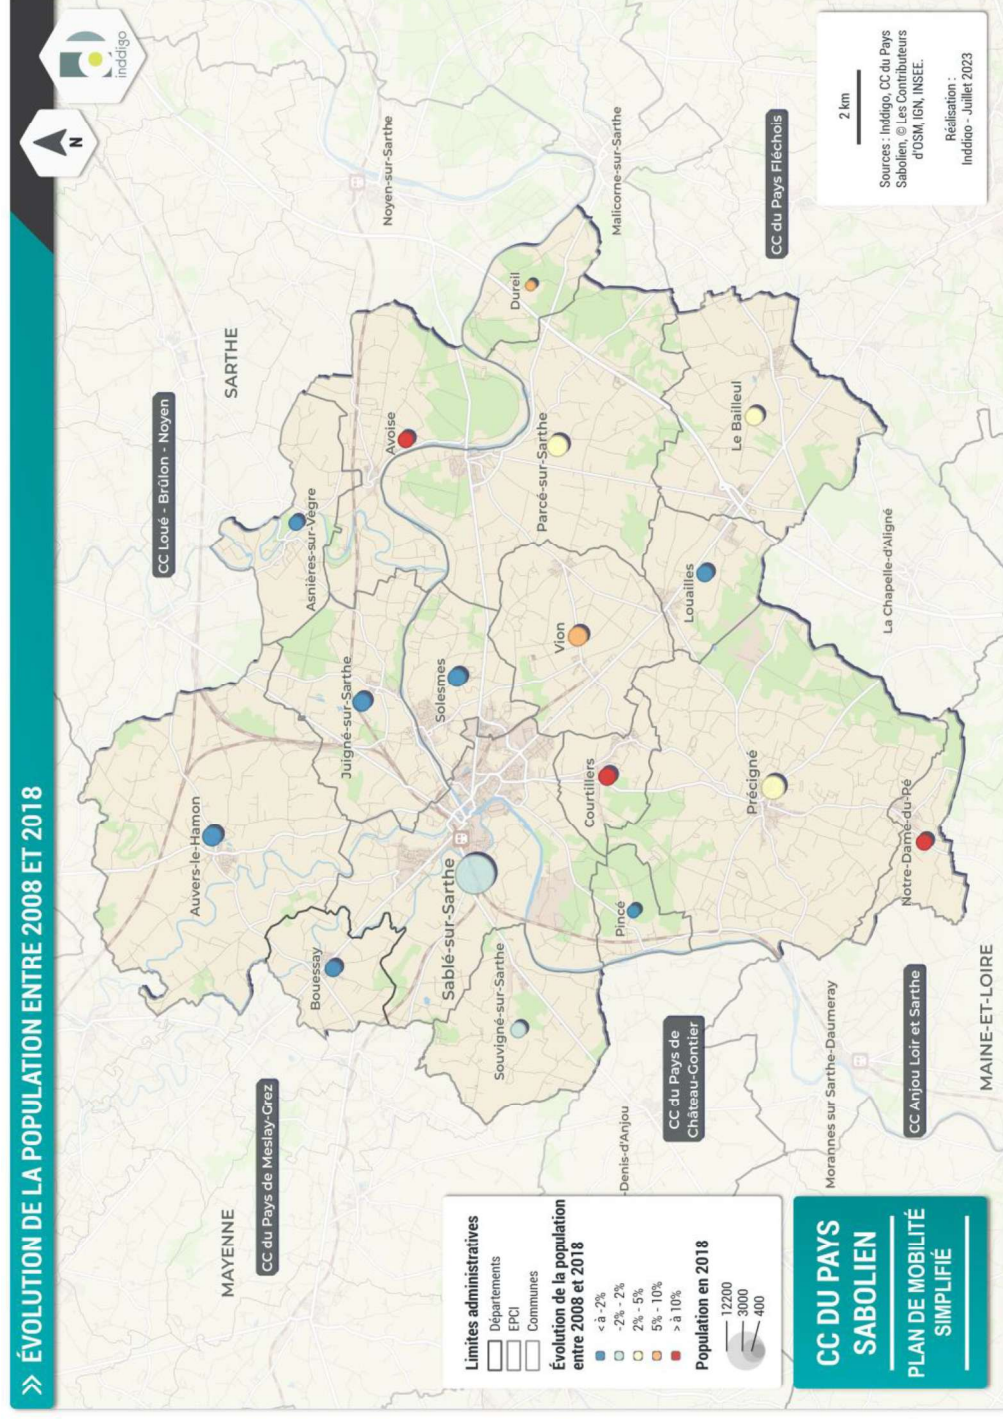 >> ÉVOLUTION DE LA POPULATION ENTRE 2008 ET 2018
N
inddigo
MAYENNE
CC du Pays de Meslay-Grez
CC Loué - Brûlon - Noyen
SARTHE
Noyen-sur-Sarthe
Malicorne-sur-Sarthe
CC du Pays Fléchois
Auvers-le-Hamon
Bouessay
Asnières-sur-Vègre
Juigné-sur-Sarthe
Avoise
Solesmes
Sablé-sur-Sarthe
Souvigné-sur-Sarthe
Dureil
Parcé-sur-Sarthe
Vion
Courtillers
Pincé
Louailles
Le Bailleul
Précigné
Notre-Dame-du-Pé
-Denis-d'Anjou
CC du Pays de
Château-Gontier
Morannes sur Sarthe-Daumeray
La Chapelle-d'Aligné
CC Anjou Loir et Sarthe
MAINE-ET-LOIRE
Limites administratives
Départements
EPCI
Communes
Évolution de la population
entre 2008 et 2018
< à -2%
-2% - 2%
2% - 5%
5% - 10%
> à 10%
Population en 2018
12200
3000
400
CC DU PAYS
SABOLIEN
PLAN DE MOBILITÉ
SIMPLIFIÉ
2 km
Sources : Inddigo, CC du Pays
Sabolien, © Les Contributeurs
d'OSM, IGN, INSEE.
Réalisation :
Inddigo - Juillet 2023